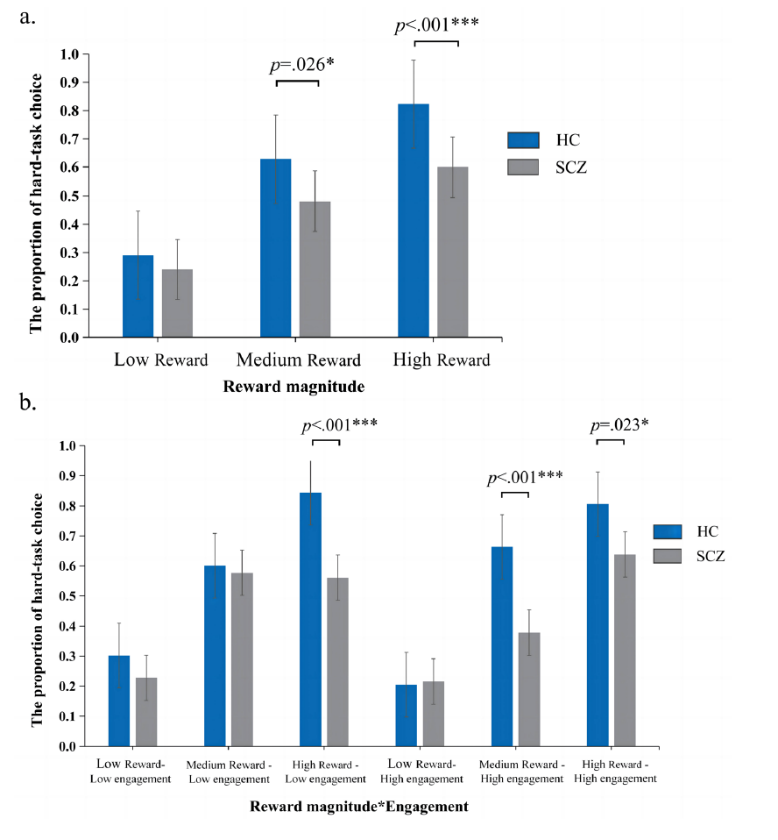 a.
p<.001***
p=.026*
The proportion of hard-task choice
1.0
0.9
0.8
0.7
0.6
0.5
0.4
0.3
0.2
0.1
0.0
HC
SCZ
Low Reward
Medium Reward
High Reward
Reward magnitude
b.
p<.001***
p=.023*
p<.001***
The proportion of hard-task choice
1.0
0.9
0.8
0.7
0.6
0.5
0.4
0.3
0.2
0.1
0.0
HC
SCZ
Low Reward-
Low engagement
Medium Reward -
Low engagement
High Reward -
Low engagement
Low Reward-
High engagement
Medium Reward -
High engagement
High Reward -
High engagement
Reward magnitude*Engagement